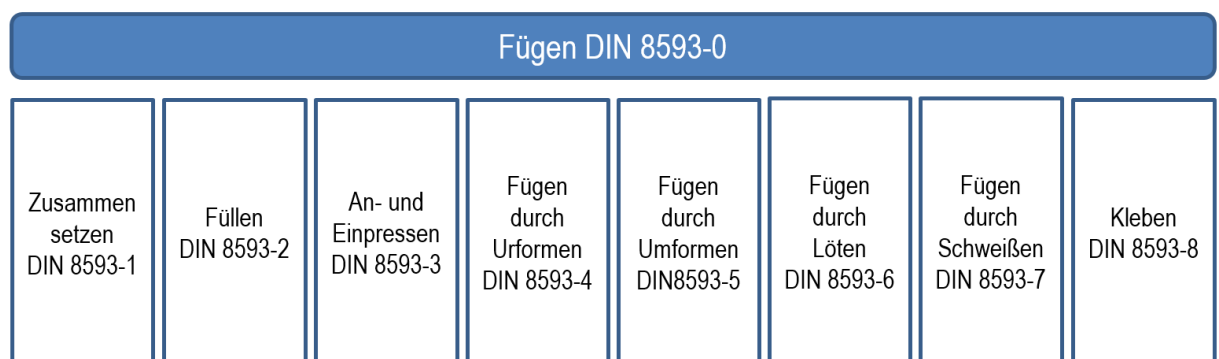 Fügen DIN 8593-0
Zusammen
setzen
DIN 8593-1
Füllen
DIN 8593-2
An- und
Einpressen
DIN 8593-3
Fügen
durch
Urformen
DIN 8593-4
Fügen
durch
Umformen
DIN8593-5
Fügen
durch
Löten
DIN 8593-6
Fügen
durch
Schweißen
DIN 8593-7
Kleben
DIN 8593-8